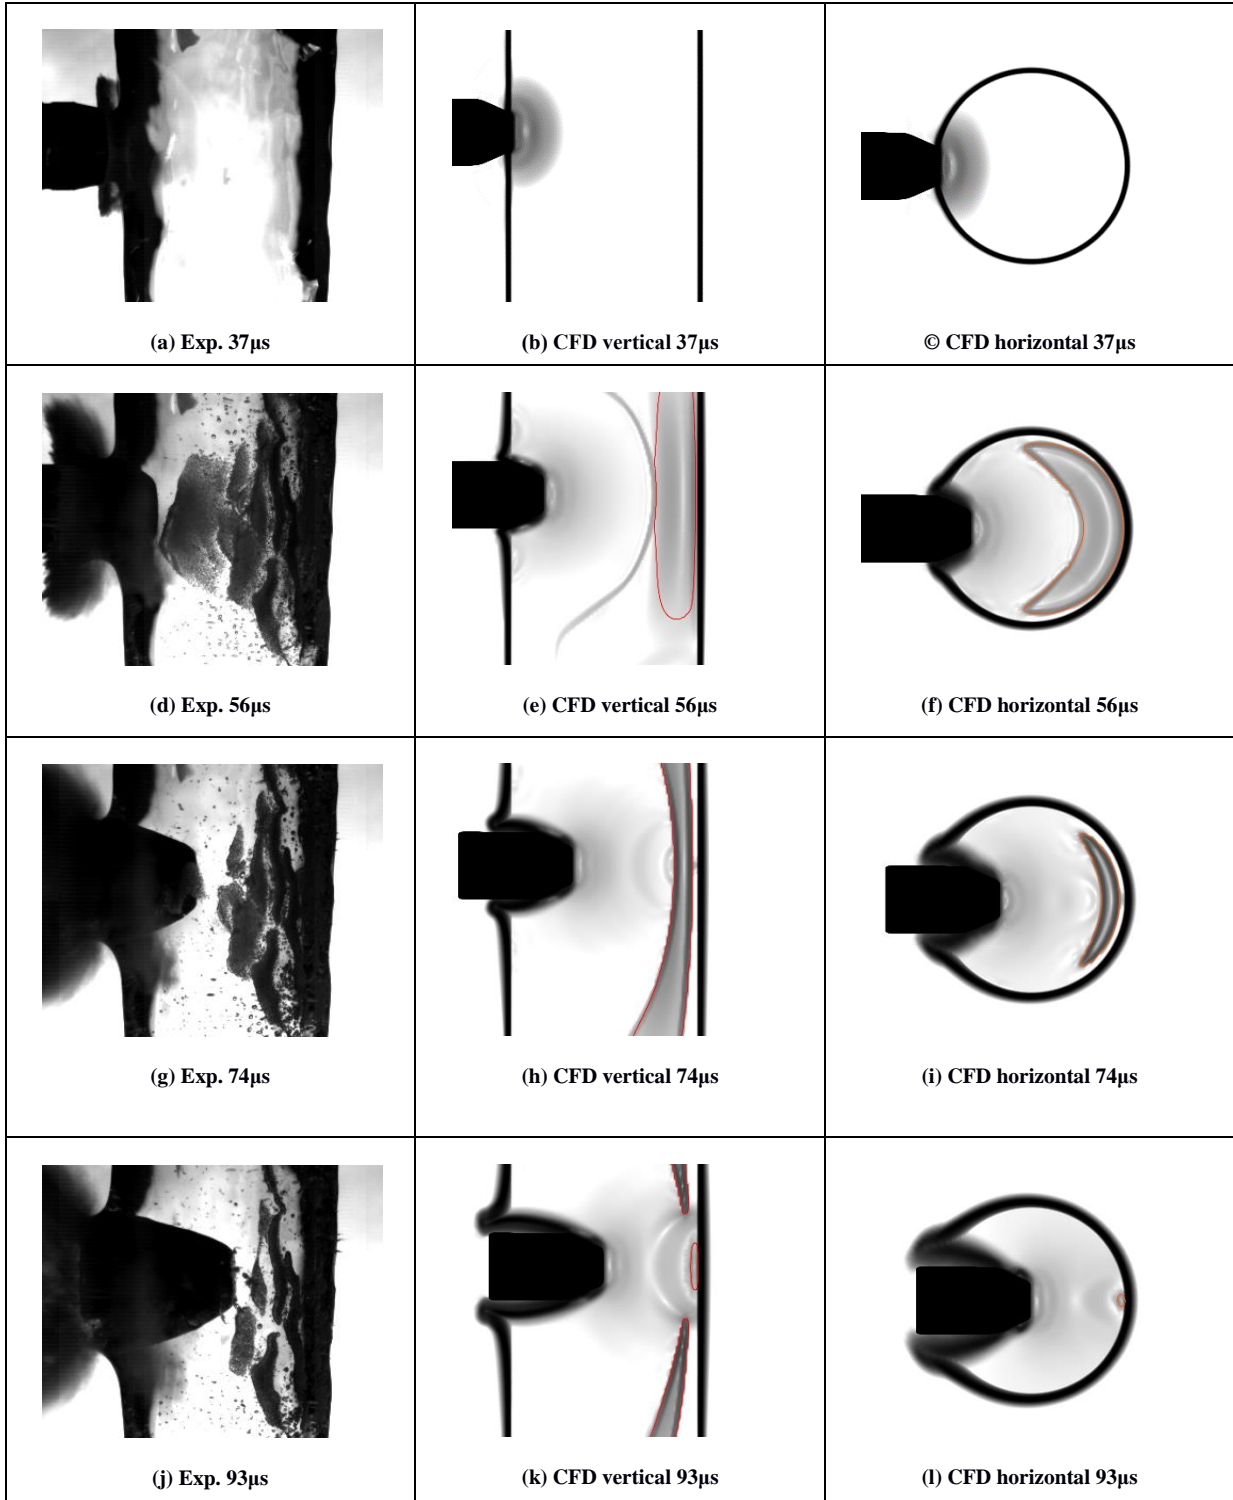 (a) Exp. 37µs
(b) CFD vertical 37µs
© CFD horizontal 37µs
(d) Exp. 56µs
(e) CFD vertical 56µs
(f) CFD horizontal 56µs
(g) Exp. 74µs
(h) CFD vertical 74µs
(i) CFD horizontal 74µs
(j) Exp. 93µs
(k) CFD vertical 93µs
(l) CFD horizontal 93µs